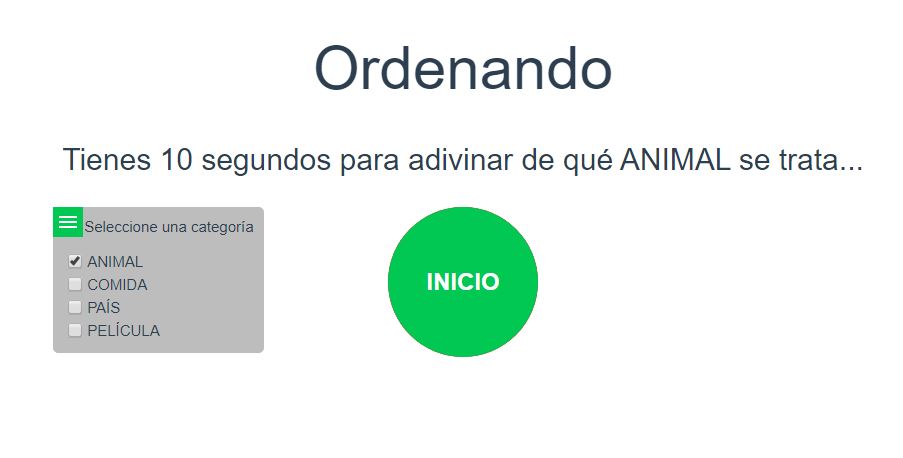 Ordenando
Tienes 10 segundos para adivinar de qué ANIMAL se trata...
Seleccione una categoría
ANIMAL
COMIDA
PAÍS
PELÍCULA
INICIO